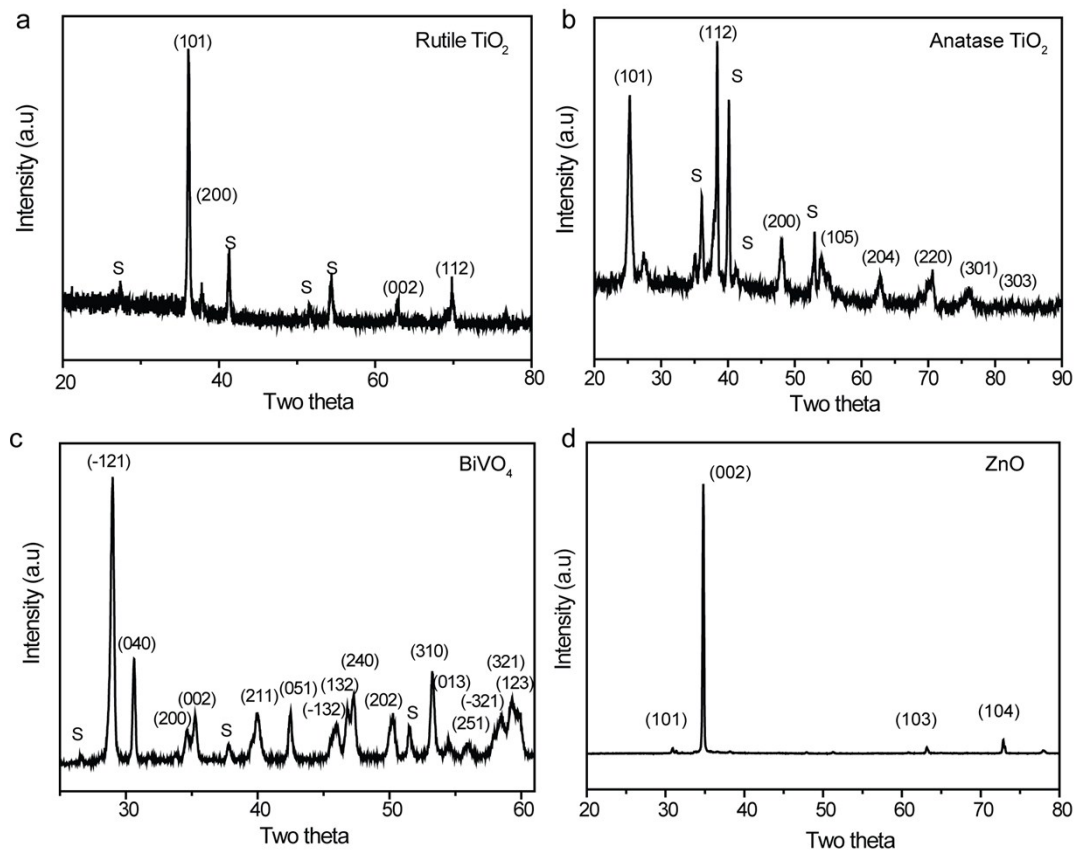 a
Rutile TiO₂
Intensity (a.u)
(101)
(200)
S
S
S
S
(002)
(112)
20
40
60
80
Two theta
b
Anatase TiO₂
Intensity (a.u)
(101)
S
(112)
S
S
(200)
S
(105)
(204)
(220)
(301)
(303)
20
30
40
50
60
70
80
90
Two theta
c
BiVO₄
Intensity (a.u)
S
(-121)
(040)
(200)
(002)
S
(211)
(051)
(-132)
(132)
(240)
(202)
S
(310)
(013)
(251)
(-321)
(321)
(123)
30
40
50
60
Two theta
d
ZnO
Intensity (a.u)
(101)
(002)
(103)
(104)
20
30
40
50
60
70
80
Two theta